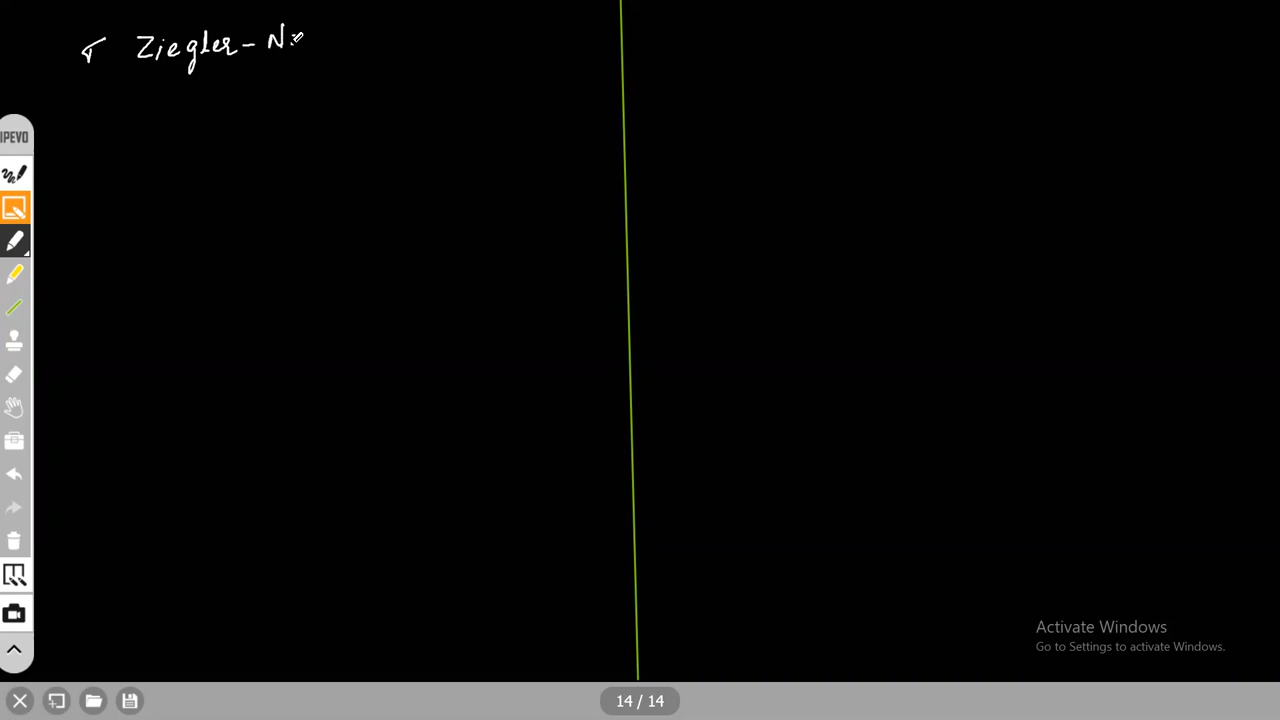 Ziegler - N
IPEVO
Activate Windows
Go to Settings to activate Windows.
14 / 14